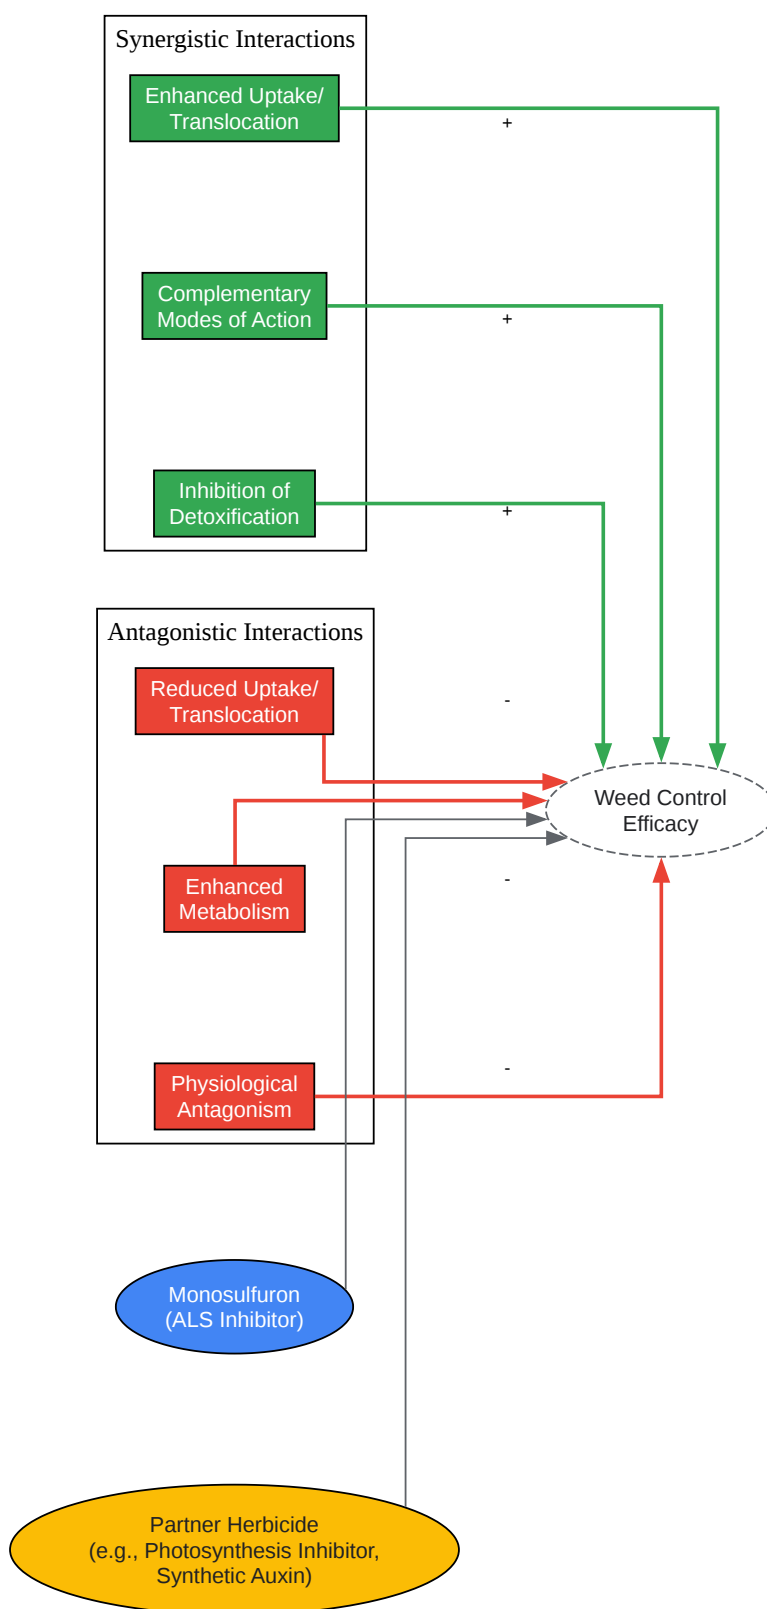 Synergistic Interactions
Enhanced Uptake/
Translocation
+
Complementary
Modes of Action
+
Inhibition of
Detoxification
+
Antagonistic Interactions
Reduced Uptake/
Translocation
-
Weed Control
Efficacy
Enhanced
Metabolism
-
Physiological
Antagonism
-
Monosulfuron
(ALS Inhibitor)
Partner Herbicide
(e.g., Photosynthesis Inhibitor,
Synthetic Auxin)